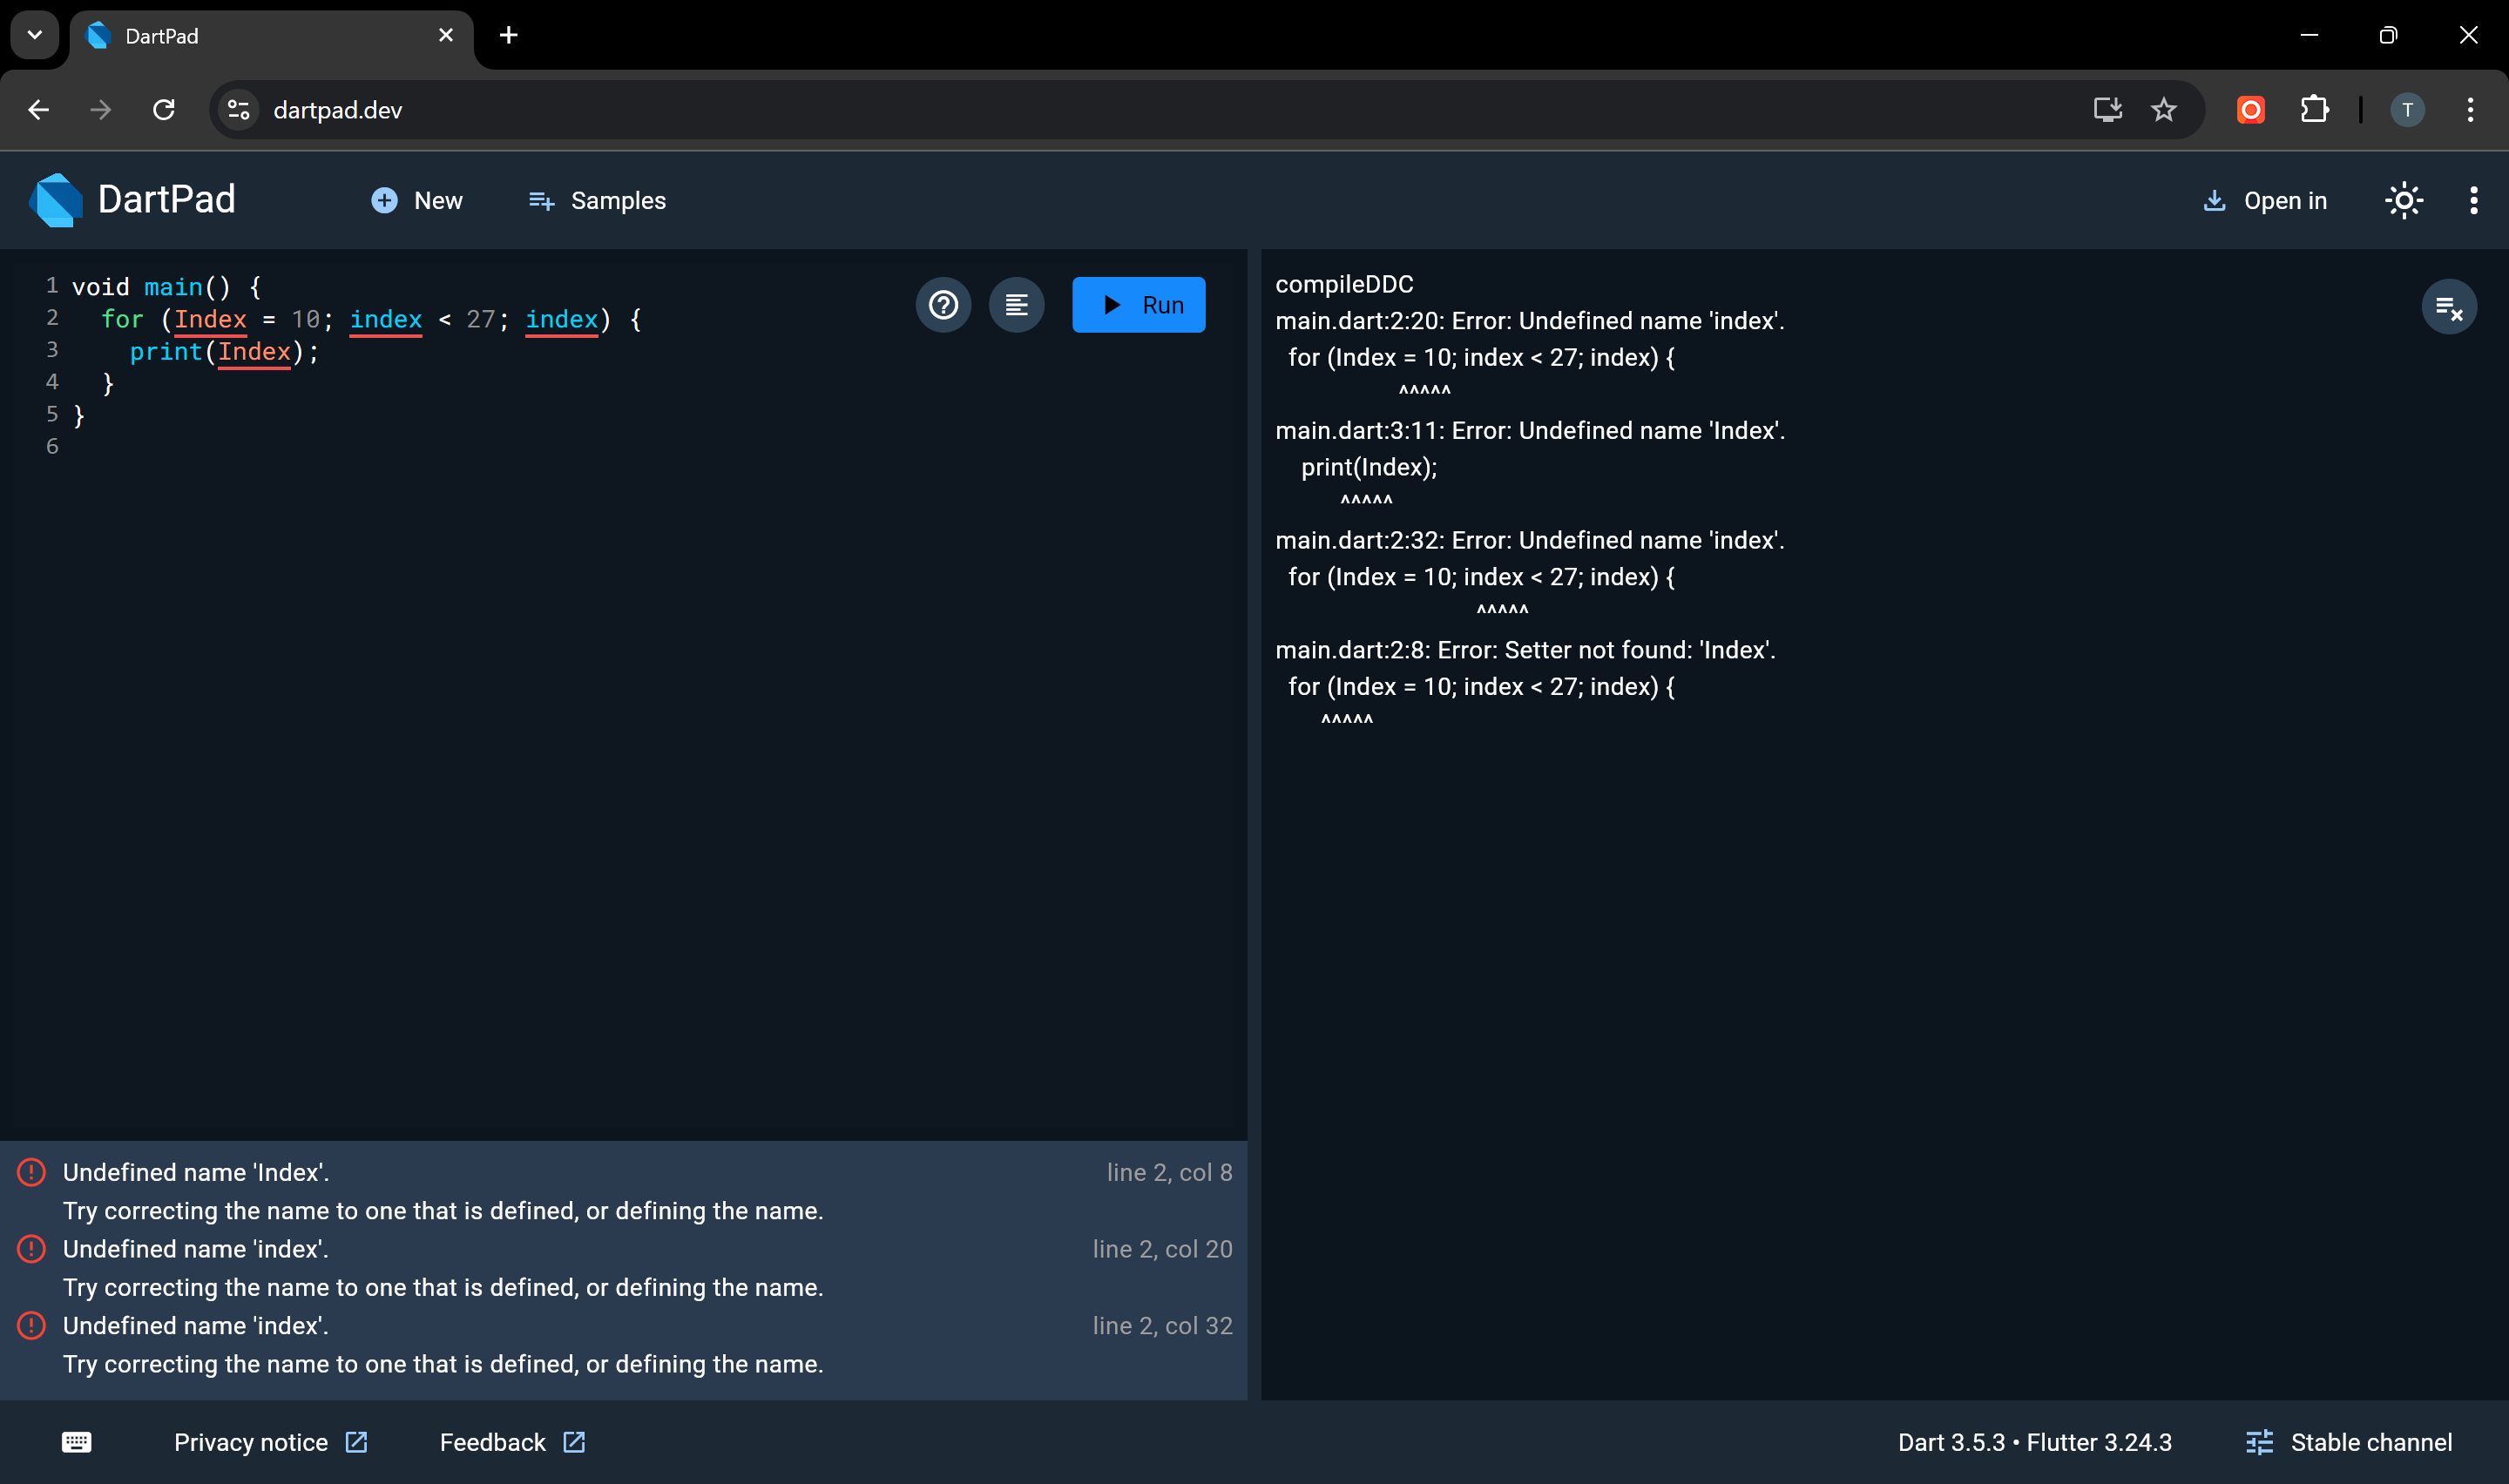 DartPad
dartpad.dev
T
DartPad
New
Samples
Open in
1 void main() {
2   for (Index = 10; index < 27; index) {
3     print(Index);
4   }
5 }
6
Run
compileDDC
main.dart:2:20: Error: Undefined name 'index'.
  for (Index = 10; index < 27; index) {
                   ^^^^^
main.dart:3:11: Error: Undefined name 'Index'.
    print(Index);
          ^^^^^
main.dart:2:32: Error: Undefined name 'index'.
  for (Index = 10; index < 27; index) {
                               ^^^^^
main.dart:2:8: Error: Setter not found: 'Index'.
  for (Index = 10; index < 27; index) {
       ^^^^^
Undefined name 'Index'. line 2, col 8
Try correcting the name to one that is defined, or defining the name.
Undefined name 'index'. line 2, col 20
Try correcting the name to one that is defined, or defining the name.
Undefined name 'index'. line 2, col 32
Try correcting the name to one that is defined, or defining the name.
Privacy notice
Feedback
Dart 3.5.3 • Flutter 3.24.3
Stable channel